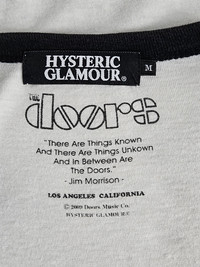 HYSTERIC
GLAMOUR®
M
THE
doors
"There are Things Known
And There are Things Unkown
And in Between Are
The Doors."
- Jim Morrison -
LOS ANGELES CALIFORNIA
© 2009 Doors Music Co.
HYSTERIC GLAMOUR®